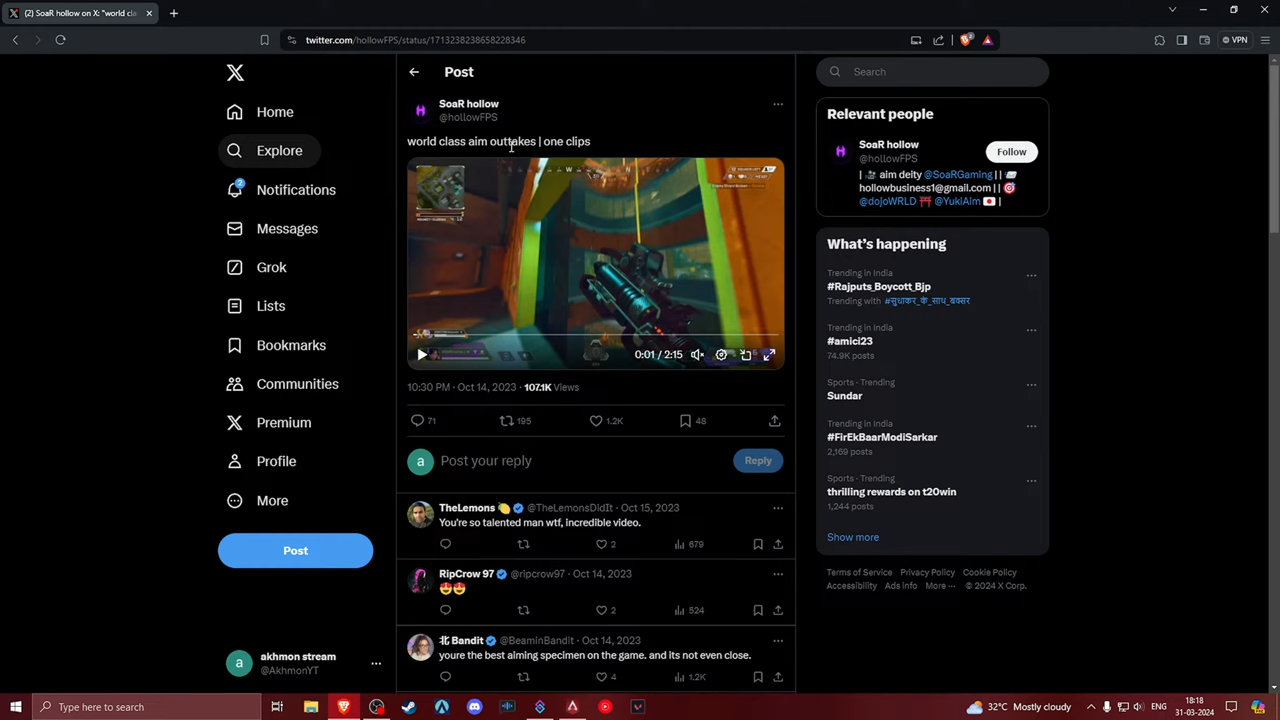 (2) SoaR hollow on X: "world cla
twitter.com/hollowFPS/status/1713238238658228346
VPN
Home
Explore
2
Notifications
Messages
Grok
Lists
Bookmarks
Communities
Premium
Profile
More
Post
akhmon stream
@AkhmonYT
Post
SoaR hollow
@hollowFPS
world class aim outtakes | one clips
W
N
SQUADS LEFT
0:01 / 2:15
10:30 PM · Oct 14, 2023 · 107.1K Views
71
195
1.2K
48
a
Post your reply
Reply
TheLemons @TheLemonsDidIt · Oct 15, 2023
You're so talented man wtf, incredible video.
2
679
RipCrow 97 @ripcrow97 · Oct 14, 2023
😍😍
2
524
北 Bandit @BeaminBandit · Oct 14, 2023
youre the best aiming specimen on the game. and its not even close.
4
1.2K
Search
Relevant people
SoaR hollow
@hollowFPS
Follow
| 🎥 aim deity @SoaRGaming | | 📨
hollowbusiness1@gmail.com | | 🎯
@dojoWRLD ⛩️ @YukiAim 🇯🇵 |
What's happening
Trending in India
#Rajputs_Boycott_Bjp
Trending with #सुधाकर_के_साथ_बक्सर
Trending in India
#amici23
74.9K posts
Sports · Trending
Sundar
Trending in India
#FirEkBaarModiSarkar
2,169 posts
Sports · Trending
thrilling rewards on t20win
1,244 posts
Show more
Terms of Service Privacy Policy Cookie Policy
Accessibility Ads info More ··· © 2024 X Corp.
Type here to search
32°C Mostly cloudy
18:18
31-03-2024